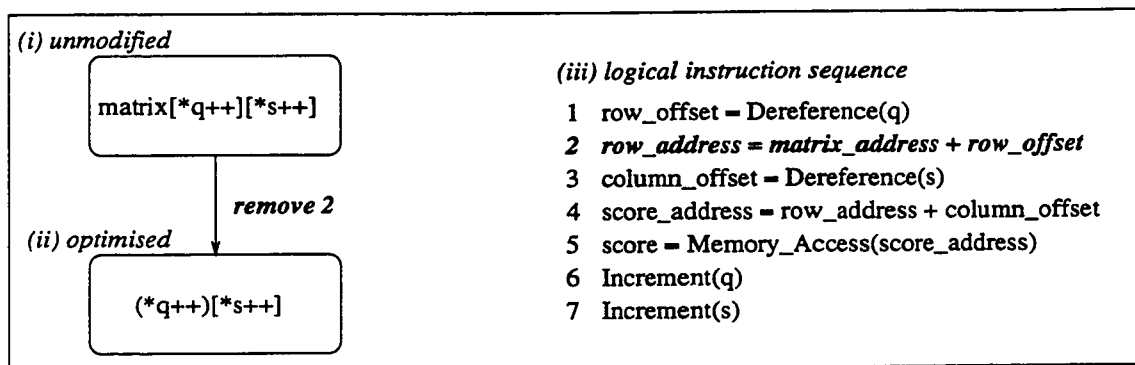 (i) unmodified
matrix[*q++][*s++]
remove 2
(ii) optimised
(*q++)[*s++]
(iii) logical instruction sequence
1 row_offset = Dereference(q)
2 row_address = matrix_address + row_offset
3 column_offset = Dereference(s)
4 score_address = row_address + column_offset
5 score = Memory_Access(score_address)
6 Increment(q)
7 Increment(s)